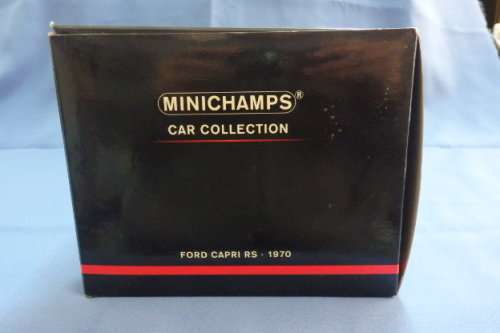 MINICHAMPS®
CAR COLLECTION
FORD CAPRI RS · 1970